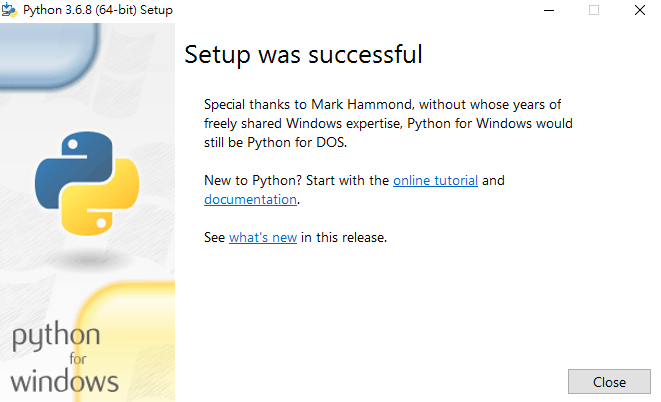 Python 3.6.8 (64-bit) Setup
Setup was successful
Special thanks to Mark Hammond, without whose years of
freely shared Windows expertise, Python for Windows would
still be Python for DOS.
New to Python? Start with the online tutorial and
documentation.
See what's new in this release.
python
for
windows
Close